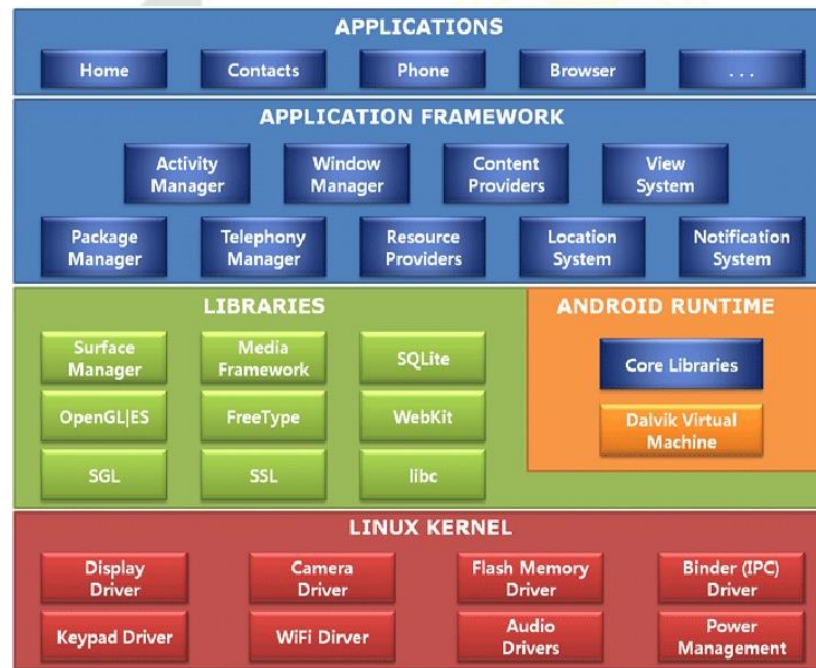 APPLICATIONS
Home
Contacts
Phone
Browser
...
APPLICATION FRAMEWORK
Activity
Manager
Window
Manager
Content
Providers
View
System
Package
Manager
Telephony
Manager
Resource
Providers
Location
System
Notification
System
LIBRARIES
Surface
Manager
Media
Framework
SQLite
OpenGL|ES
FreeType
WebKit
SGL
SSL
libc
ANDROID RUNTIME
Core Libraries
Dalvik Virtual
Machine
LINUX KERNEL
Display
Driver
Camera
Driver
Flash Memory
Driver
Binder (IPC)
Driver
Keypad Driver
WiFi Dirver
Audio
Drivers
Power
Management